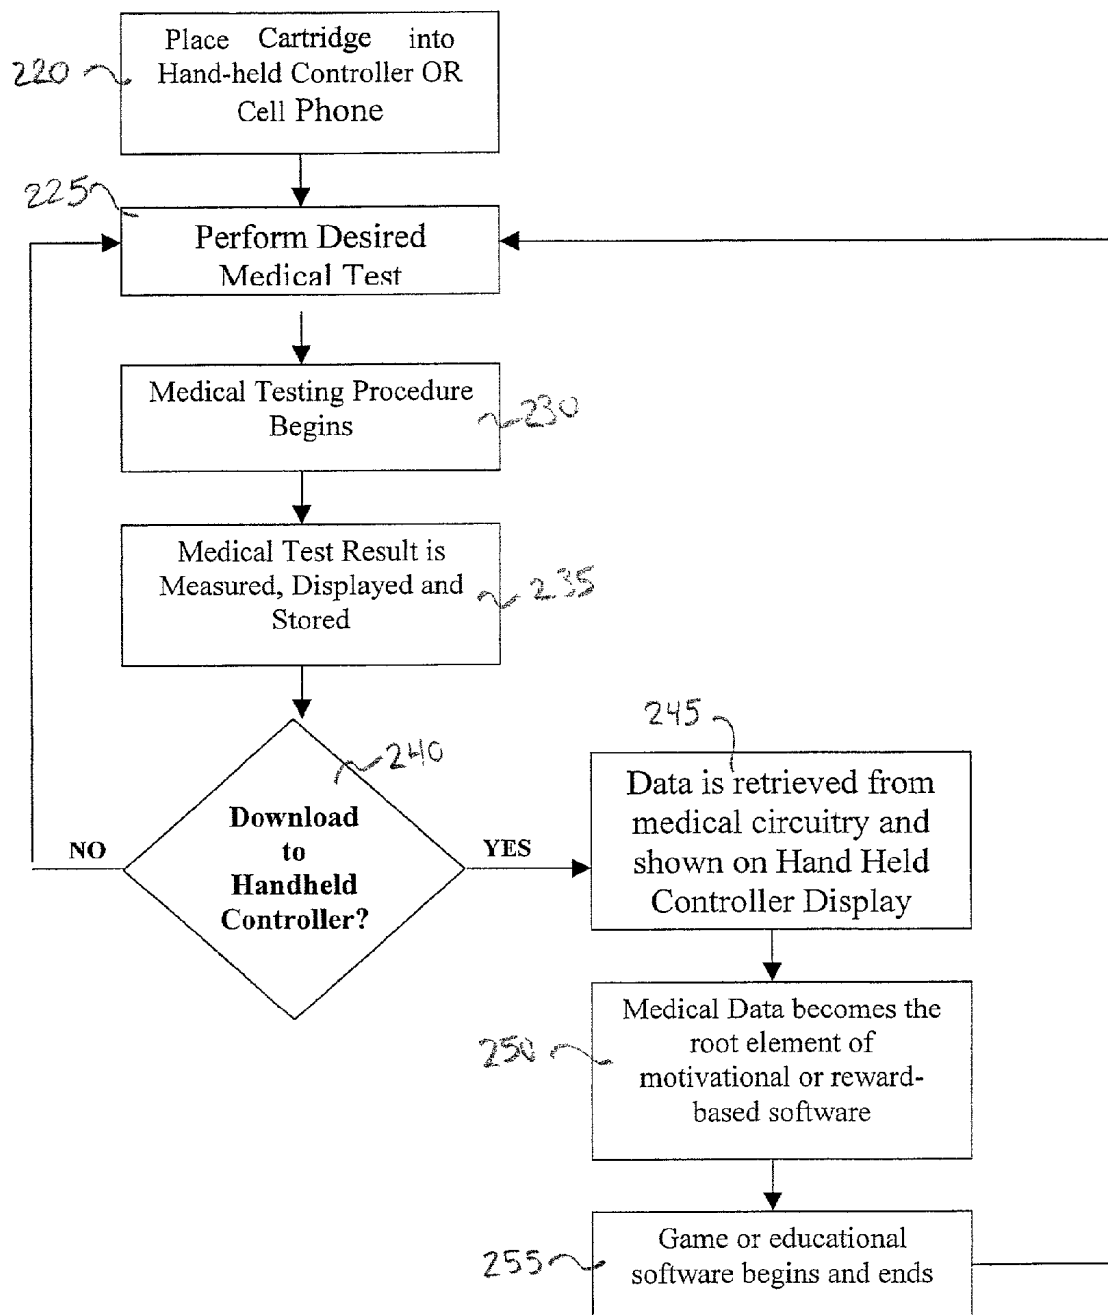 Place Cartridge into
Hand-held Controller OR
Cell Phone
220
225
Perform Desired
Medical Test
Medical Testing Procedure
Begins
230
Medical Test Result is
Measured, Displayed and
Stored
235
240
Download
to
Handheld
Controller?
NO
YES
245
Data is retrieved from
medical circuitry and
shown on Hand Held
Controller Display
Medical Data becomes the
root element of
motivational or reward-
based software
250
Game or educational
software begins and ends
255